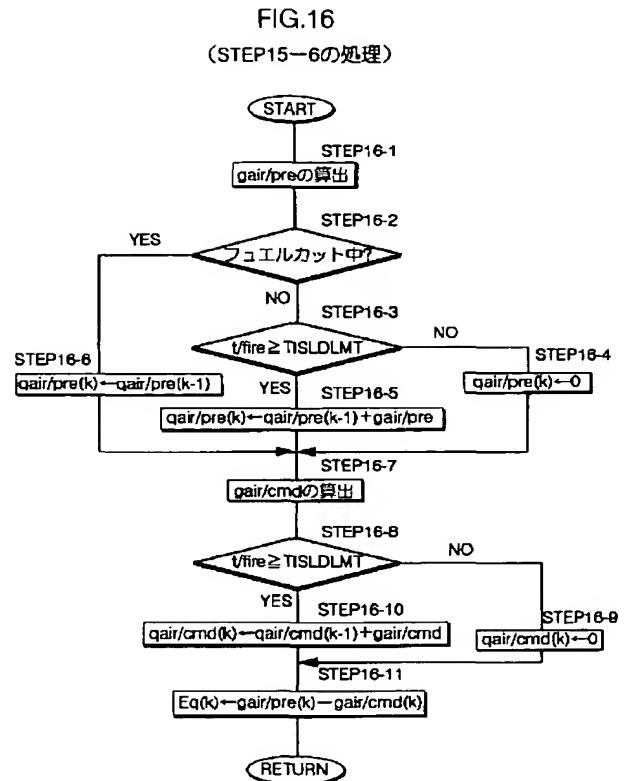 FIG.16
(STEP15-6の処理)
START
STEP16-1
gair/preの算出
STEP16-2
YES
フュエルカット中?
NO
STEP16-3
t/fire≧TISLDLMT
NO
STEP16-4
qair/pre(k)←0
STEP16-6
qair/pre(k)←qair/pre(k-1)
YES
STEP16-5
qair/pre(k)←qair/pre(k-1)+gair/pre
STEP16-7
gair/cmdの算出
STEP16-8
t/fire≧TISLDLMT
NO
YES
STEP16-10
STEP16-9
qair/cmd(k)←qair/cmd(k-1)+gair/cmd
qair/cmd(k)←0
STEP16-11
Eq(k)←gair/pre(k)-gair/cmd(k)
RETURN